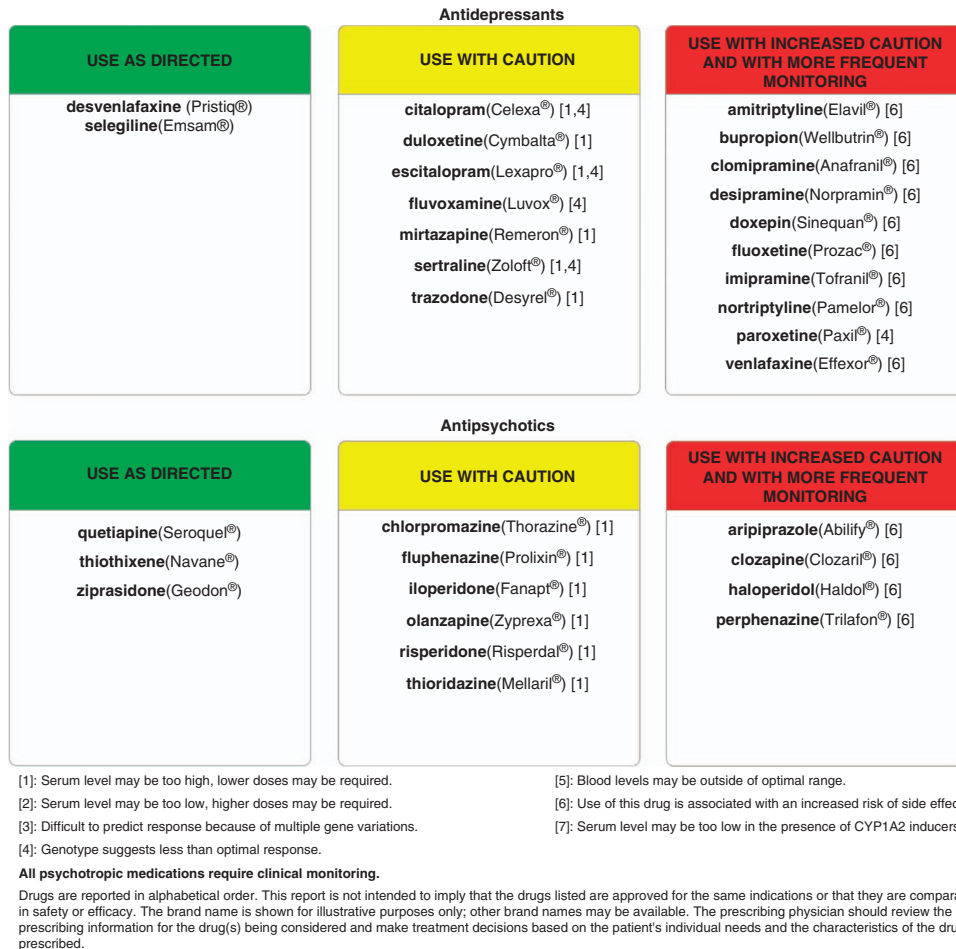 Antidepressants
USE AS DIRECTED
desvenlafaxine (Pristiq®)
selegiline(Emsam®)
USE WITH CAUTION
citalopram(Celexa®) [1,4]
duloxetine(Cymbalta®) [1]
escitalopram(Lexapro®) [1,4]
fluvoxamine(Luvox®) [4]
mirtazapine(Remeron®) [1]
sertraline(Zoloft®) [1,4]
trazodone(Desyrel®) [1]
USE WITH INCREASED CAUTION
AND WITH MORE FREQUENT
MONITORING
amitriptyline(Elavil®) [6]
bupropion(Wellbutrin®) [6]
clomipramine(Anafranil®) [6]
desipramine(Norpramin®) [6]
doxepin(Sinequan®) [6]
fluoxetine(Prozac®) [6]
imipramine(Tofranil®) [6]
nortriptyline(Pamelor®) [6]
paroxetine(Paxil®) [4]
venlafaxine(Effexor®) [6]
Antipsychotics
USE AS DIRECTED
quetiapine(Seroquel®)
thiothixene(Navane®)
ziprasidone(Geodon®)
USE WITH CAUTION
chlorpromazine(Thorazine®) [1]
fluphenazine(Prolixin®) [1]
iloperidone(Fanapt®) [1]
olanzapine(Zyprexa®) [1]
risperidone(Risperdal®) [1]
thioridazine(Mellaril®) [1]
USE WITH INCREASED CAUTION
AND WITH MORE FREQUENT
MONITORING
aripiprazole(Abilify®) [6]
clozapine(Clozaril®) [6]
haloperidol(Haldol®) [6]
perphenazine(Trilafon®) [6]
[1]: Serum level may be too high, lower doses may be required.
[2]: Serum level may be too low, higher doses may be required.
[3]: Difficult to predict response because of multiple gene variations.
[4]: Genotype suggests less than optimal response.
[5]: Blood levels may be outside of optimal range.
[6]: Use of this drug is associated with an increased risk of side effec
[7]: Serum level may be too low in the presence of CYP1A2 inducers
All psychotropic medications require clinical monitoring.
Drugs are reported in alphabetical order. This report is not intended to imply that the drugs listed are approved for the same indications or that they are compara
in safety or efficacy. The brand name is shown for illustrative purposes only; other brand names may be available. The prescribing physician should review the
prescribing information for the drug(s) being considered and make treatment decisions based on the patient's individual needs and the characteristics of the dru
prescribed.